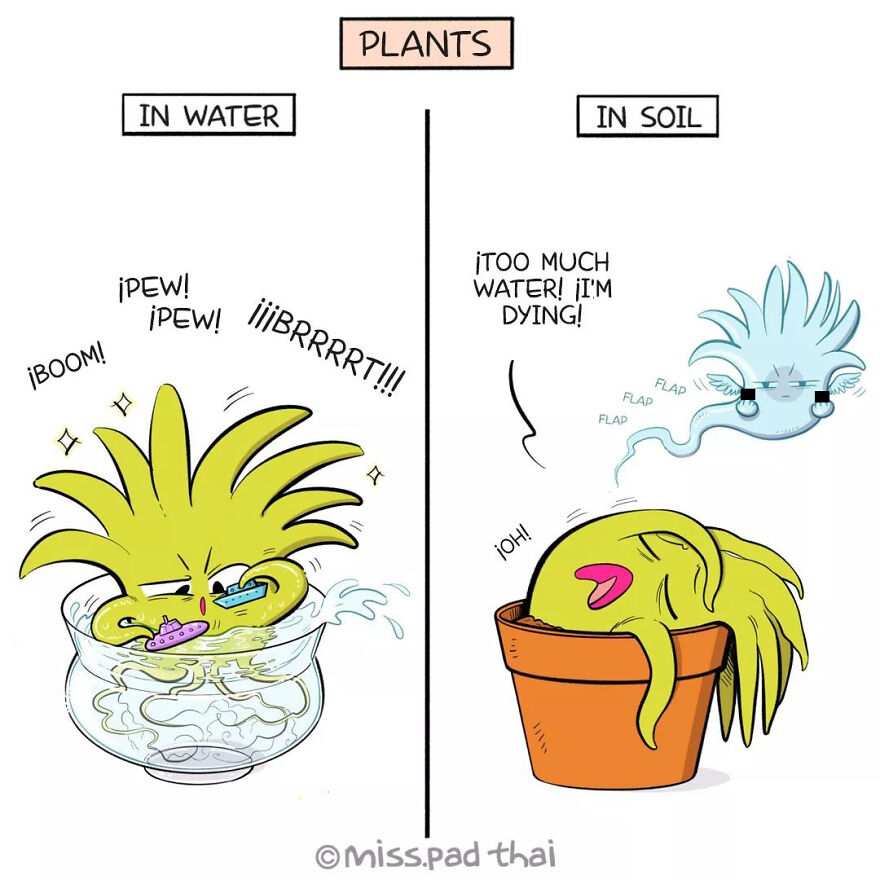 PLANTS
IN WATER
¡PEW!
¡PEW!
¡BOOM!
¡¡¡BRRRRT!!!
IN SOIL
¡TOO MUCH
WATER! ¡I'M
DYING!
FLAP
FLAP
FLAP
¡OH!
©miss.pad thai